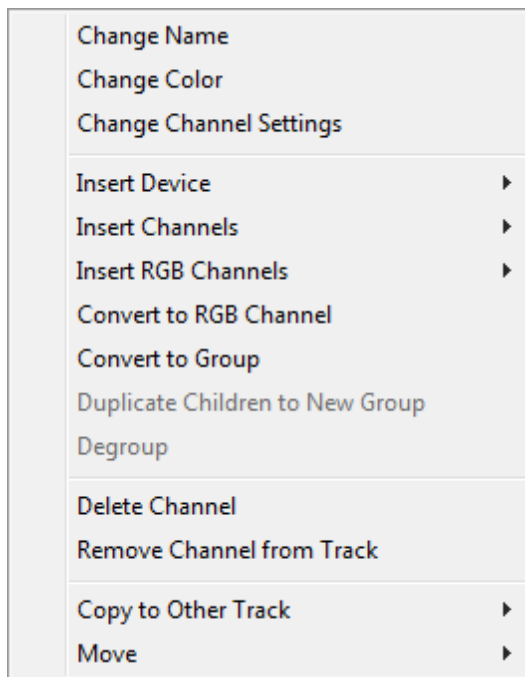 Change Name
Change Color
Change Channel Settings
Insert Device
Insert Channels
Insert RGB Channels
Convert to RGB Channel
Convert to Group
Duplicate Children to New Group
Degroup
Delete Channel
Remove Channel from Track
Copy to Other Track
Move